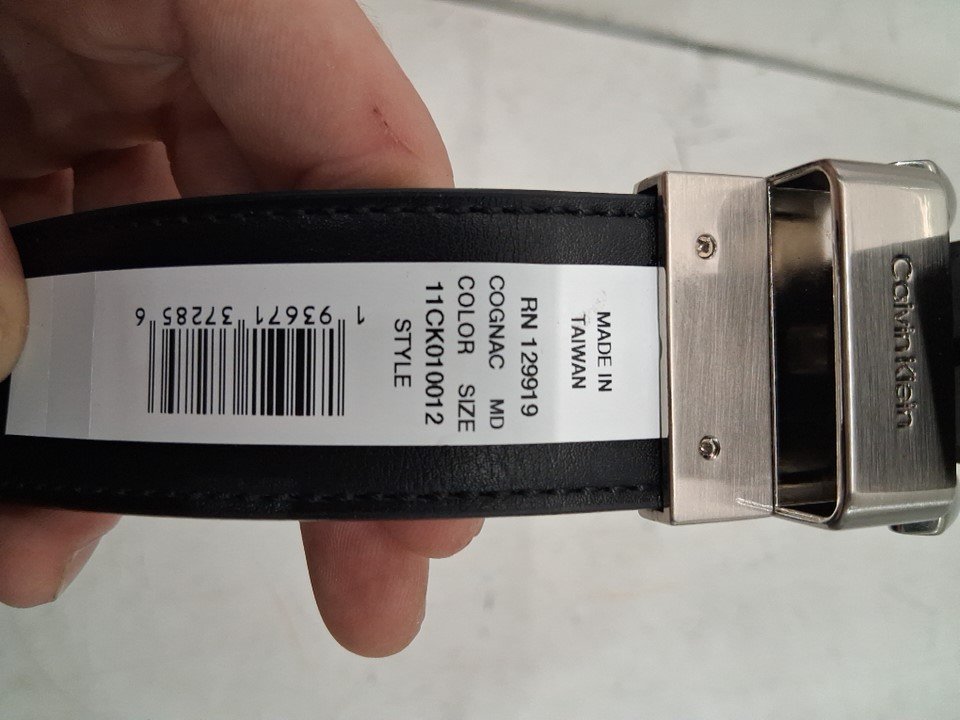 Calvin Klein
MADE IN
TAIWAN
RN 129919
COGNAC MD
COLOR SIZE
11CK010012
STYLE
1 93671 37285 6